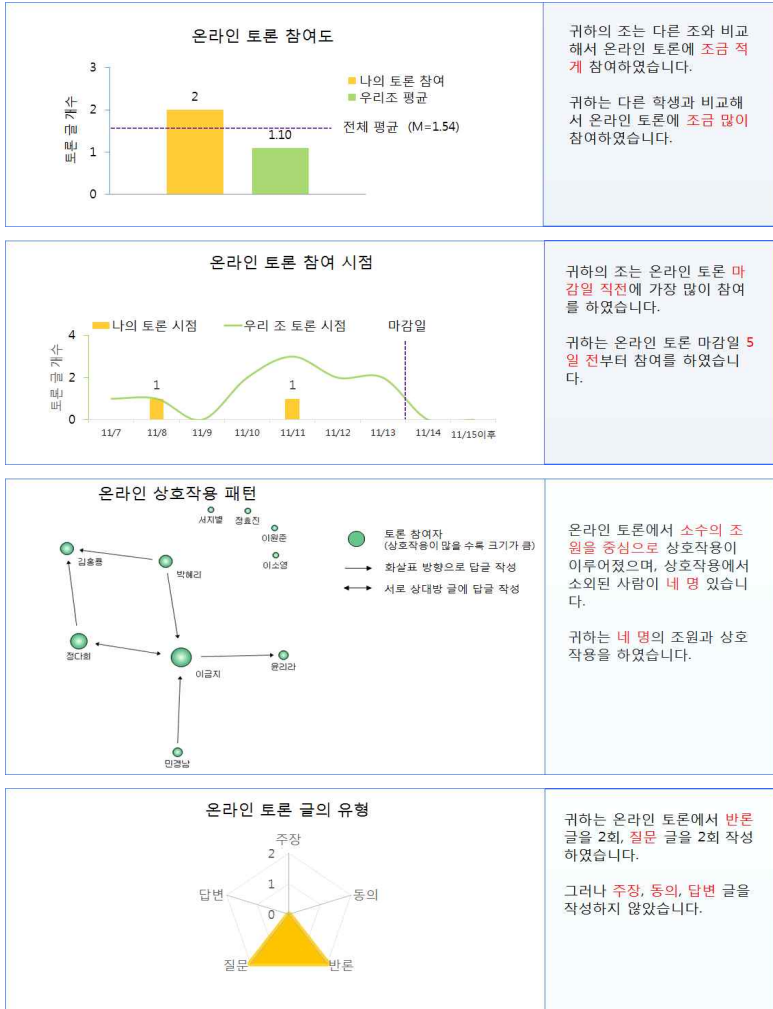 온라인 토론 참여도
3
2
1
0
토론 글 개수
2
1.10
나의 토론 참여
우리조 평균
전체 평균 (M=1.54)
귀하의 조는 다른 조와 비교
해서 온라인 토론에 조금 적
게 참여하였습니다.
귀하는 다른 학생과 비교해
서 온라인 토론에 조금 많이
참여하였습니다.
온라인 토론 참여 시점
나의 토론 시점
우리 조 토론 시점
마감일
4
2
0
토론 글 개수
1
1
11/7 11/8 11/9 11/10 11/11 11/12 11/13 11/14 11/15이후
귀하의 조는 온라인 토론 마
감일 직전에 가장 많이 참여
를 하였습니다.
귀하는 온라인 토론 마감일 5
일 전부터 참여를 하였습니
다.
온라인 상호작용 패턴
서지별
정효진
이원준
이소영
김홍룡
박혜리
정다희
이금지
윤리라
민경남
토론 참여자
(상호작용이 많을 수록 크기가 큼)
화살표 방향으로 답글 작성
서로 상대방 글에 답글 작성
온라인 토론에서 소수의 조
원을 중심으로 상호작용이
이루어졌으며, 상호작용에서
소외된 사람이 네 명 있습니
다.
귀하는 네 명의 조원과 상호
작용을 하였습니다.
온라인 토론 글의 유형
주장
2
1
0
답변
동의
질문
반론
귀하는 온라인 토론에서 반론
글을 2회, 질문 글을 2회 작성
하였습니다.
그러나 주장, 동의, 답변 글을
작성하지 않았습니다.